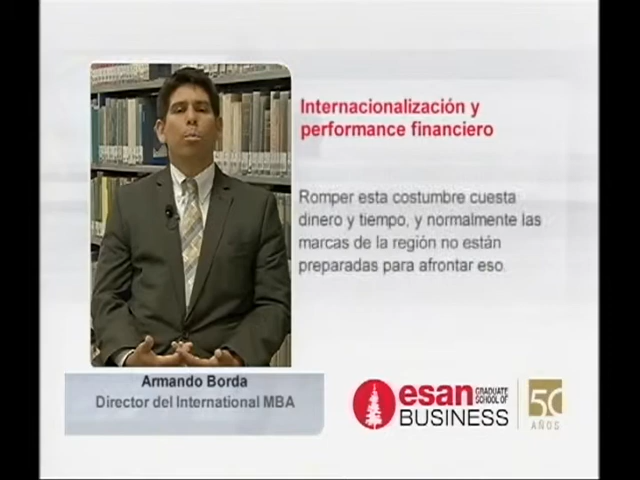 Internacionalización y
performance financiero
Romper esta costumbre cuesta
dinero y tiempo, y normalmente las
marcas de la región no están
preparadas para afrontar eso.
Armando Borda
Director del International MBA
esan
GRADUATE
SCHOOL OF
BUSINESS
50
AÑOS